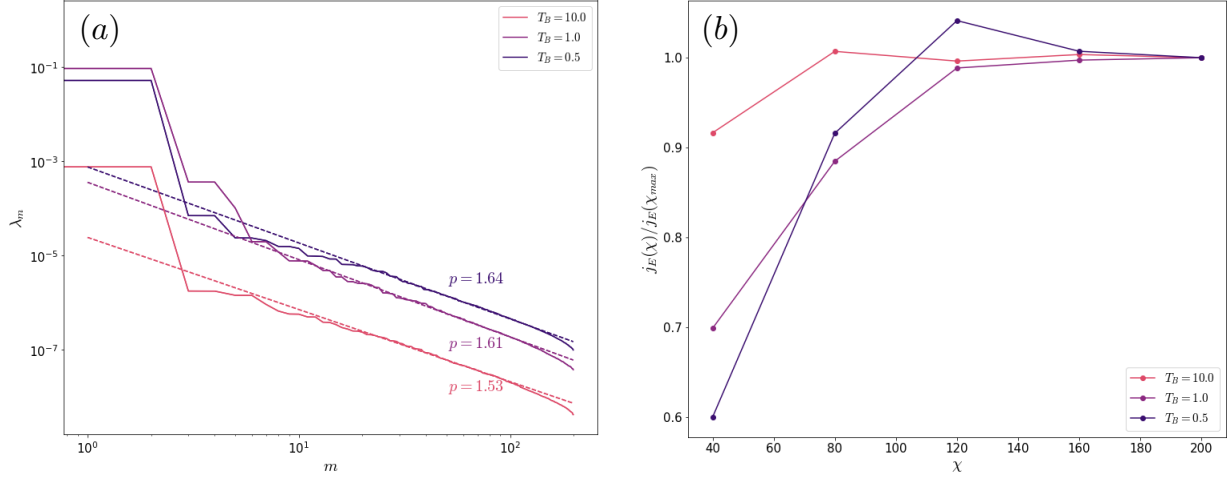 (a)
T_B = 10.0
T_B = 1.0
T_B = 0.5
10^{-1}
10^{-3}
10^{-5}
10^{-7}
λ_m
p = 1.64
p = 1.61
p = 1.53
10^0
10^1
10^2
m
(b)
1.0
0.9
0.8
0.7
0.6
j_E(χ)/j_E(χ_{max})
T_B = 10.0
T_B = 1.0
T_B = 0.5
40 60 80 100 120 140 160 180 200
χ